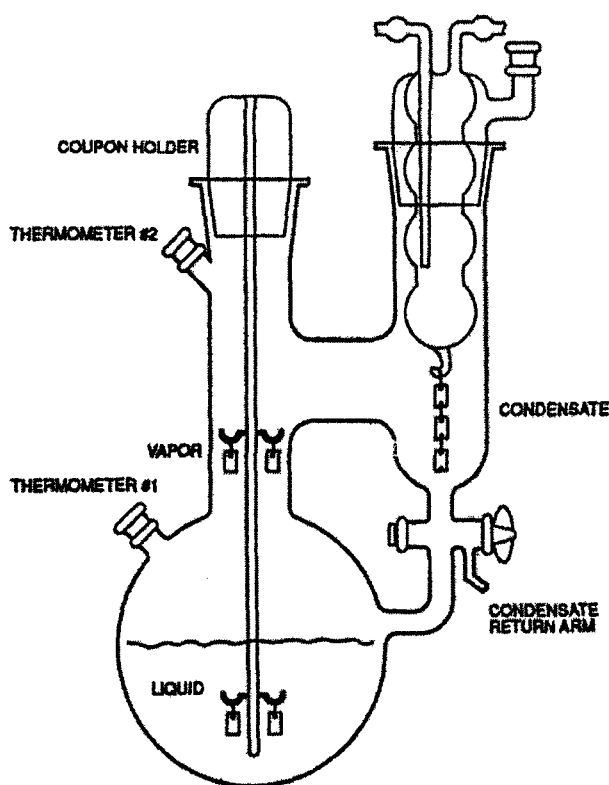 COUPON HOLDER
THERMOMETER #2
CONDENSATE
VAPOR
THERMOMETER #1
CONDENSATE
RETURN ARM
LIQUID